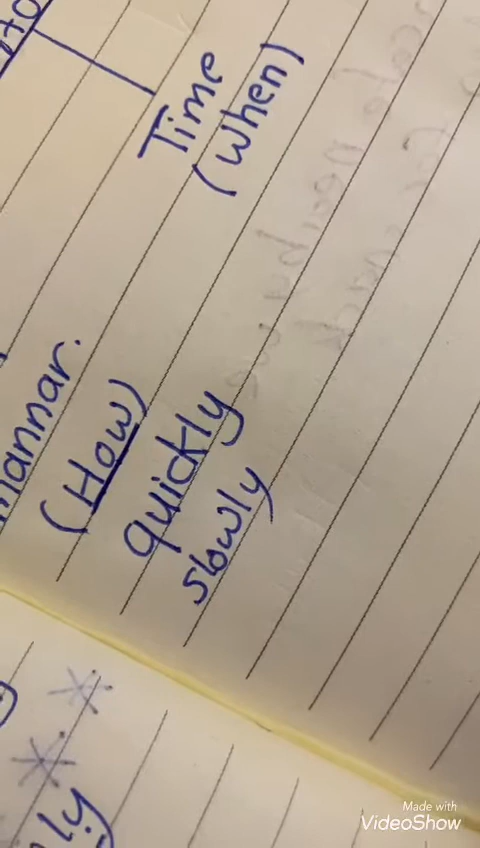 Time
(when)
mannar.
(How)
quickly
slowly
Made with
VideoShow